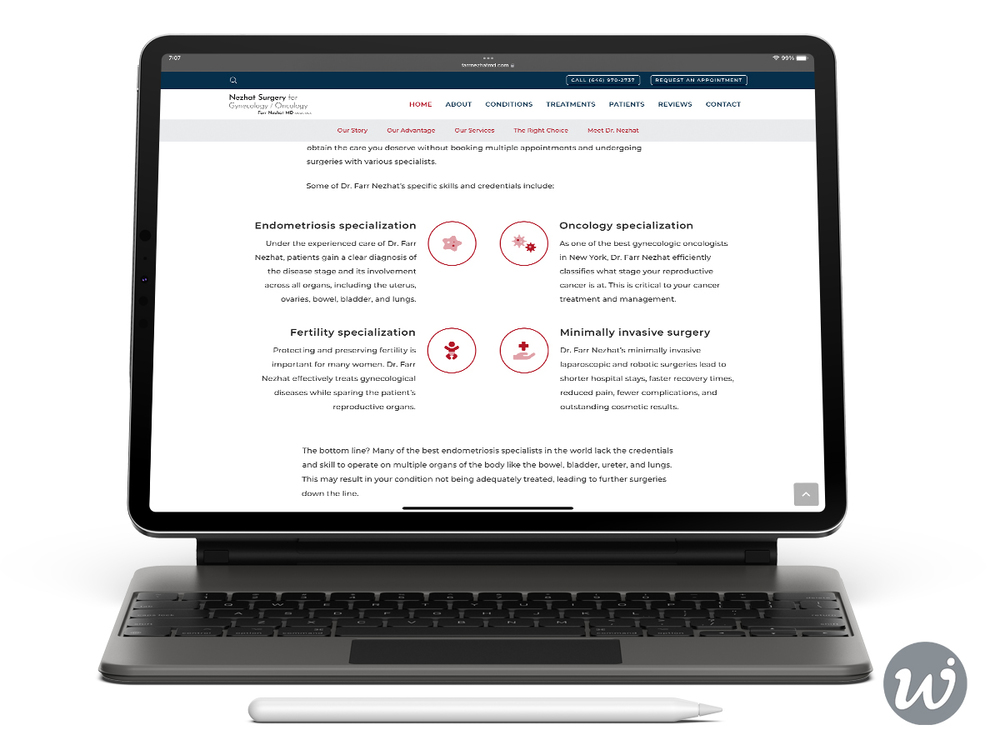 7:07
99%
farrnezhatmd.com
CALL (646) 970-2737
REQUEST AN APPOINTMENT
Nezhat Surgery for
Gynecology / Oncology
Farr Nezhat MD
HOME ABOUT CONDITIONS TREATMENTS PATIENTS REVIEWS CONTACT
Our Story Our Advantage Our Services The Right Choice Meet Dr. Nezhat
obtain the care you deserve without booking multiple appointments and undergoing
surgeries with various specialists.
Some of Dr. Farr Nezhat's specific skills and credentials include:
Endometriosis specialization
Under the experienced care of Dr. Farr
Nezhat, patients gain a clear diagnosis of
the disease stage and its involvement
across all organs, including the uterus,
ovaries, bowel, bladder, and lungs.
Oncology specialization
As one of the best gynecologic oncologists
in New York, Dr. Farr Nezhat efficiently
classifies what stage your reproductive
cancer is at. This is critical to your cancer
treatment and management.
Fertility specialization
Protecting and preserving fertility is
important for many women. Dr. Farr
Nezhat effectively treats gynecological
diseases while sparing the patient's
reproductive organs.
Minimally invasive surgery
Dr. Farr Nezhat's minimally invasive
laparoscopic and robotic surgeries lead to
shorter hospital stays, faster recovery times,
reduced pain, fewer complications, and
outstanding cosmetic results.
The bottom line? Many of the best endometriosis specialists in the world lack the credentials
and skill to operate on multiple organs of the body like the bowel, bladder, ureter, and lungs.
This may result in your condition not being adequately treated, leading to further surgeries
down the line.
w